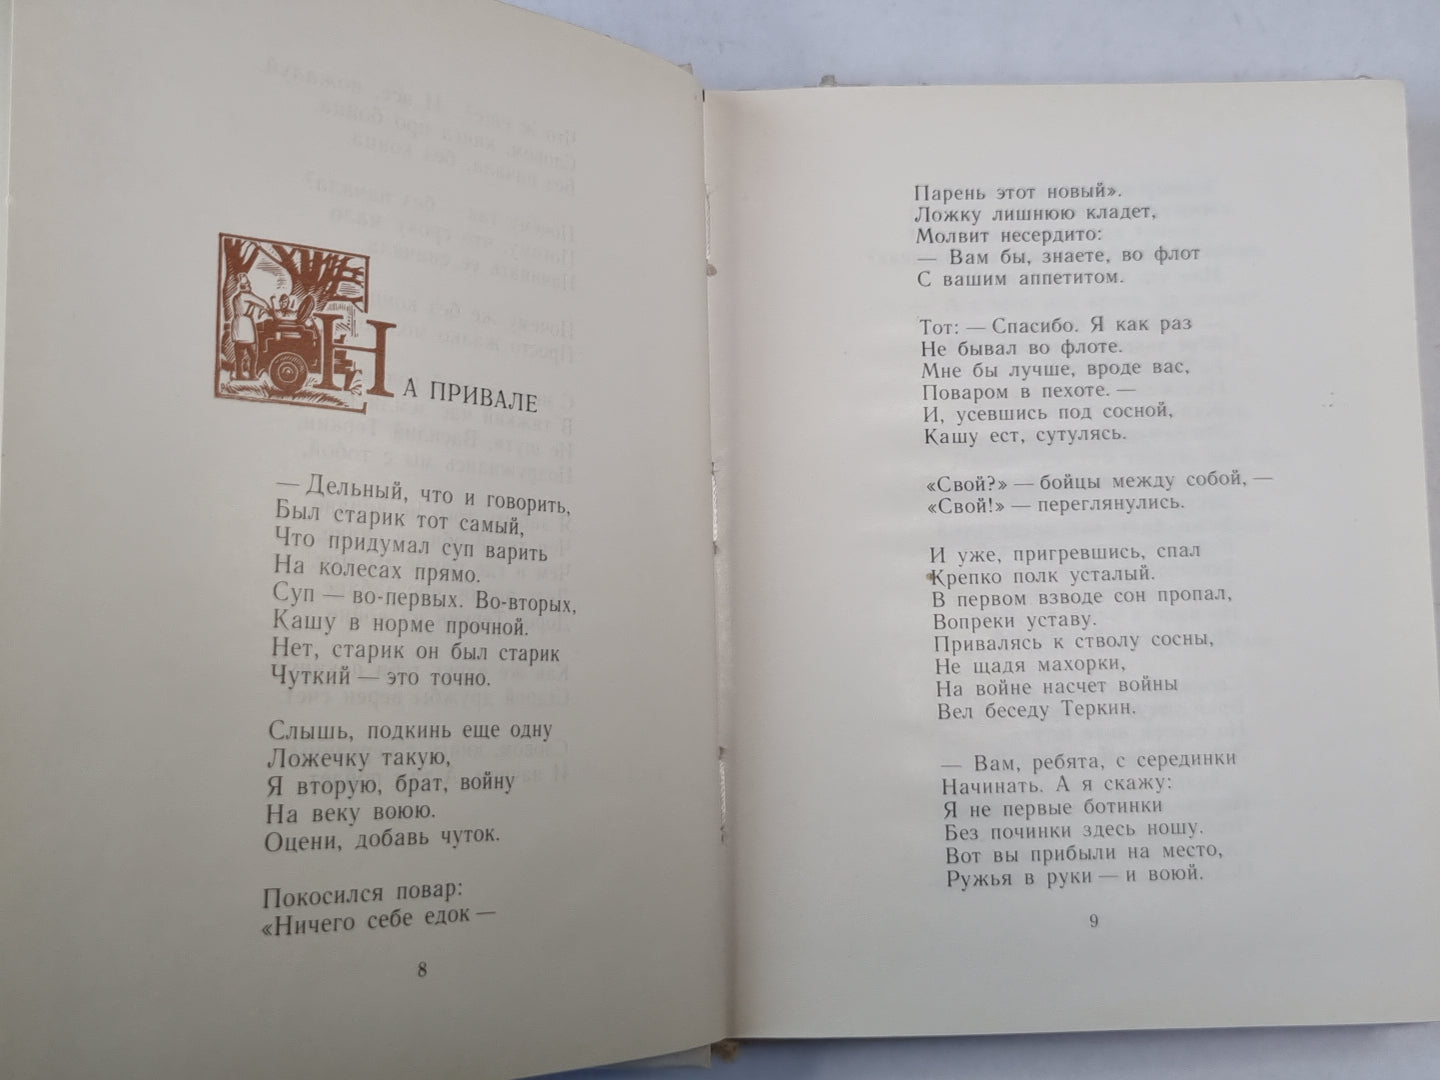 НА ПРИВАЛЕ
— Дельный, что и говорить,
Был старик тот самый,
Что придумал суп варить
На колесах прямо.
Суп — во-первых. Во-вторых,
Кашу в норме прочной.
Нет, старик он был старик
Чуткий — это точно.
Слышь, подкинь еще одну
Ложечку такую,
Я вторую, брат, войну
На веку воюю.
Оцени, добавь чуток.
Покосился повар:
«Ничего себе едок —
8
Парень этот новый».
Ложку лишнюю кладет,
Молвит несердито:
— Вам бы, знаете, во флот
С вашим аппетитом.
Тот: — Спасибо. Я как раз
Не бывал во флоте.
Мне бы лучше, вроде вас,
Поваром в пехоте. —
И, усевшись под сосной,
Кашу ест, сутулясь.
«Свой?» — бойцы между собой, —
«Свой!» — переглянулись.
И уже, пригревшись, спал
Крепко полк усталый.
В первом взводе сон пропал,
Вопреки уставу.
Привалясь к стволу сосны,
Не щадя махорки,
На войне насчет войны
Вел беседу Теркин.
— Вам, ребята, с серединки
Начинать. А я скажу:
Я не первые ботинки
Без починки здесь ношу.
Вот вы прибыли на место,
Ружья в руки — и воюй.
9